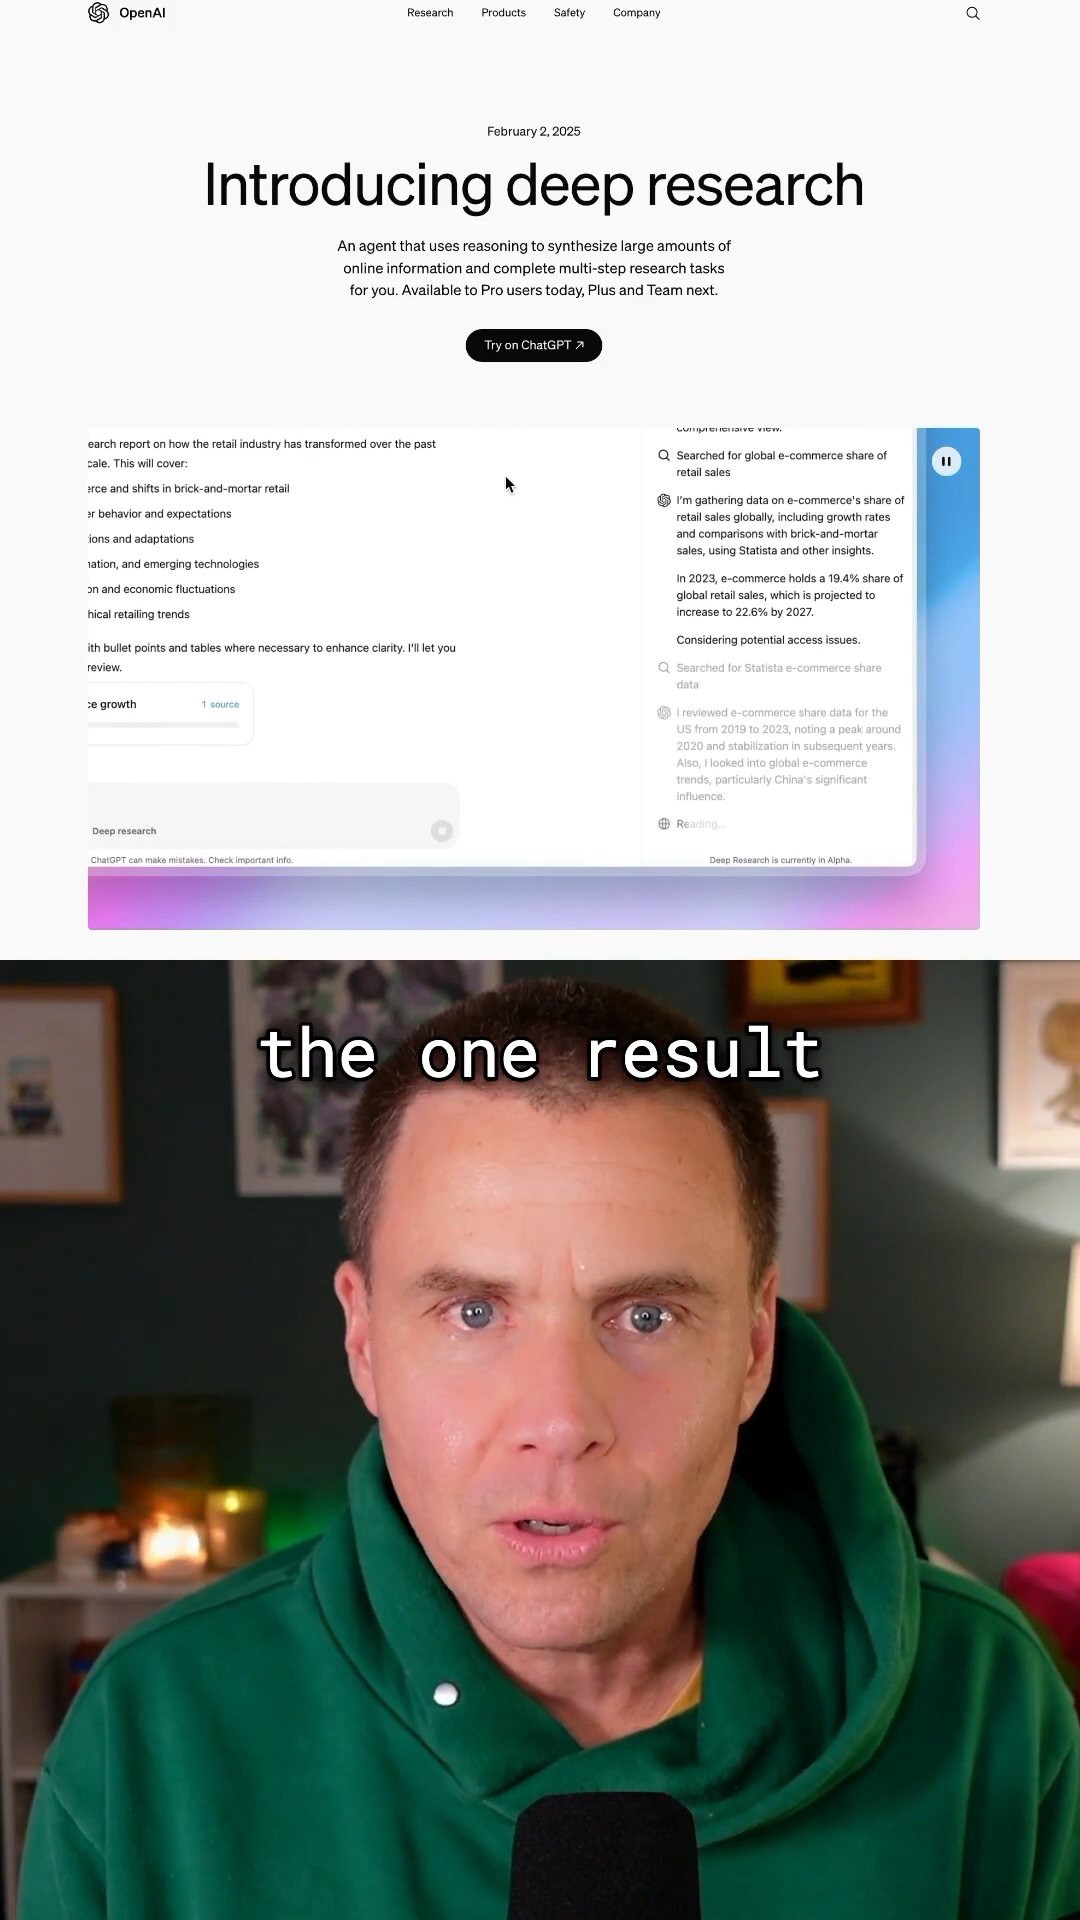 OpenAI
Research Products Safety Company
February 2, 2025
Introducing deep research
An agent that uses reasoning to synthesize large amounts of
online information and complete multi-step research tasks
for you. Available to Pro users today, Plus and Team next.
Try on ChatGPT ↗
earch report on how the retail industry has transformed over the past
cale. This will cover:
erce and shifts in brick-and-mortar retail
er behavior and expectations
ions and adaptations
nation, and emerging technologies
on and economic fluctuations
hical retailing trends
ith bullet points and tables where necessary to enhance clarity. I'll let you
review.
ce growth 1 source
Deep research
ChatGPT can make mistakes. Check important info.
comprehensive view.
Searched for global e-commerce share of
retail sales
I'm gathering data on e-commerce's share of
retail sales globally, including growth rates
and comparisons with brick-and-mortar
sales, using Statista and other insights.
In 2023, e-commerce holds a 19.4% share of
global retail sales, which is projected to
increase to 22.6% by 2027.
Considering potential access issues.
Searched for Statista e-commerce share
data
I reviewed e-commerce share data for the
US from 2019 to 2023, noting a peak around
2020 and stabilization in subsequent years.
Also, I looked into global e-commerce
trends, particularly China's significant
influence.
Reading...
Deep Research is currently in Alpha.
the one result